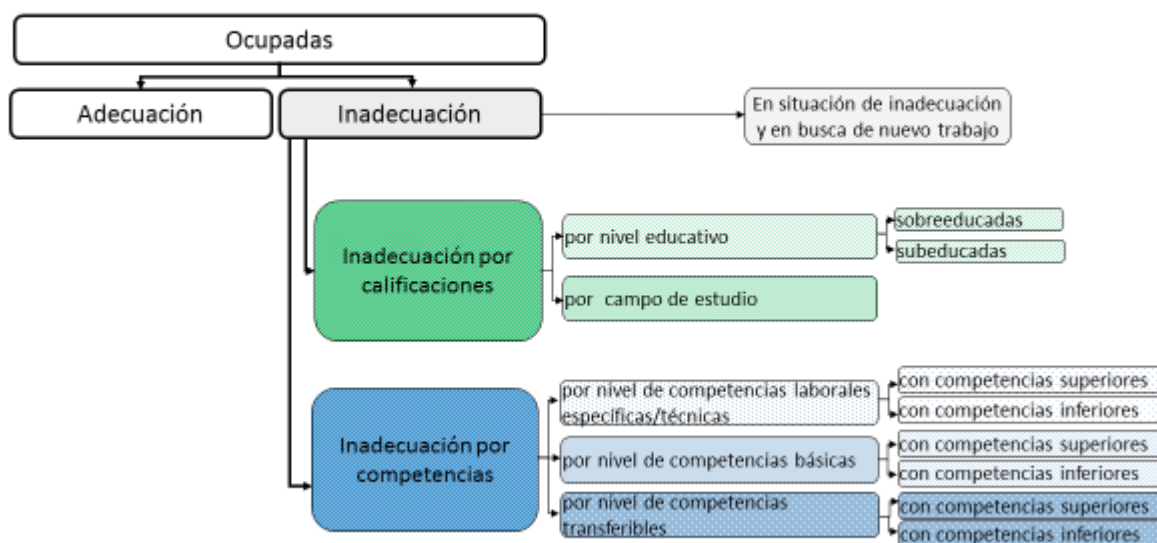 Ocupadas
Adecuación
Inadecuación
En situación de inadecuación
y en busca de nuevo trabajo
Inadecuación por
calificaciones
por nivel educativo
sobreeducadas
subeducadas
por campo de estudio
Inadecuación por
competencias
por nivel de competencias laborales
específicas/técnicas
con competencias superiores
con competencias inferiores
por nivel de competencias básicas
con competencias superiores
con competencias inferiores
por nivel de competencias
transferibles
con competencias superiores
con competencias inferiores